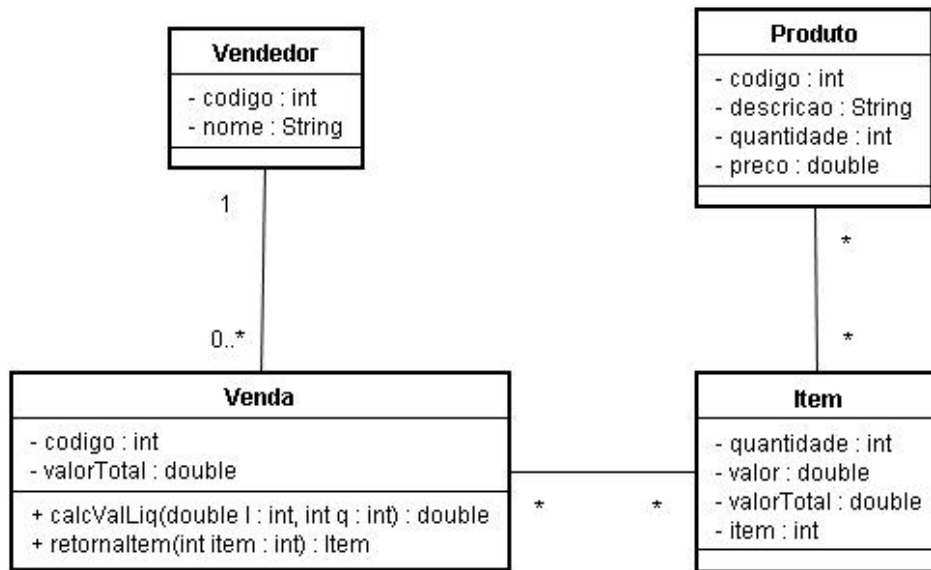 Vendedor
- codigo : int
- nome : String
Produto
- codigo : int
- descricao : String
- quantidade : int
- preco : double
1
0..*
*
*
Venda
- codigo : int
- valorTotal : double
+ calcValLiq(double l : int, int q : int) : double
+ retornaItem(int item : int) : Item
*
*
Item
- quantidade : int
- valor : double
- valorTotal : double
- item : int